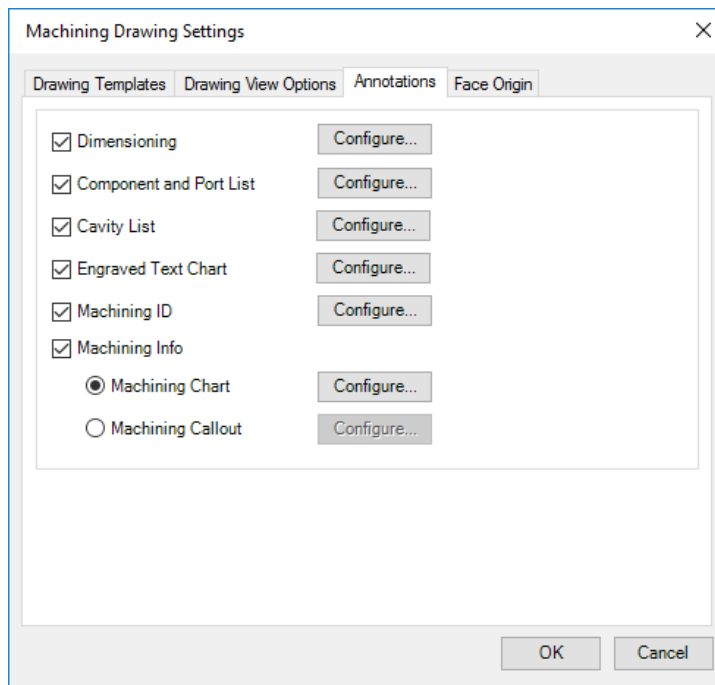 Machining Drawing Settings
Drawing Templates Drawing View Options Annotations Face Origin
Dimensioning Configure...
Component and Port List Configure...
Cavity List Configure...
Engraved Text Chart Configure...
Machining ID Configure...
Machining Info
Machining Chart Configure...
Machining Callout Configure...
OK Cancel